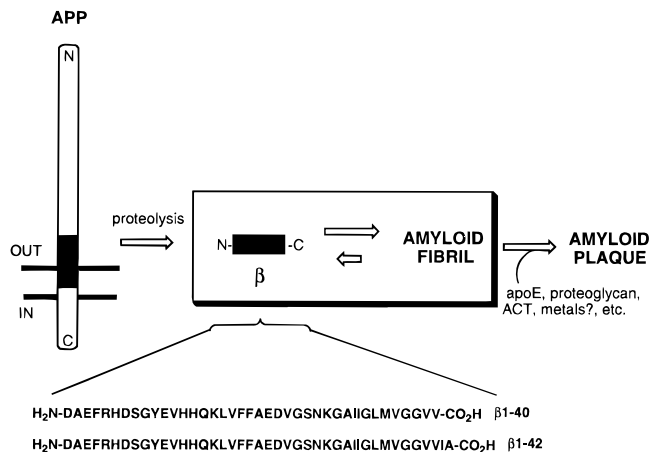 APP
N
proteolysis
OUT
IN
C
N- -C
β
AMYLOID
FIBRIL
AMYLOID
PLAQUE
apoE, proteoglycan,
ACT, metals?, etc.
H₂N-DAEFRHDSGYEVHHQKLVFFAEDVGSNKGAIIGLMVGGVV-CO₂H β1-40
H₂N-DAEFRHDSGYEVHHQKLVFFAEDVGSNKGAIIGLMVGGVVIA-CO₂H β1-42